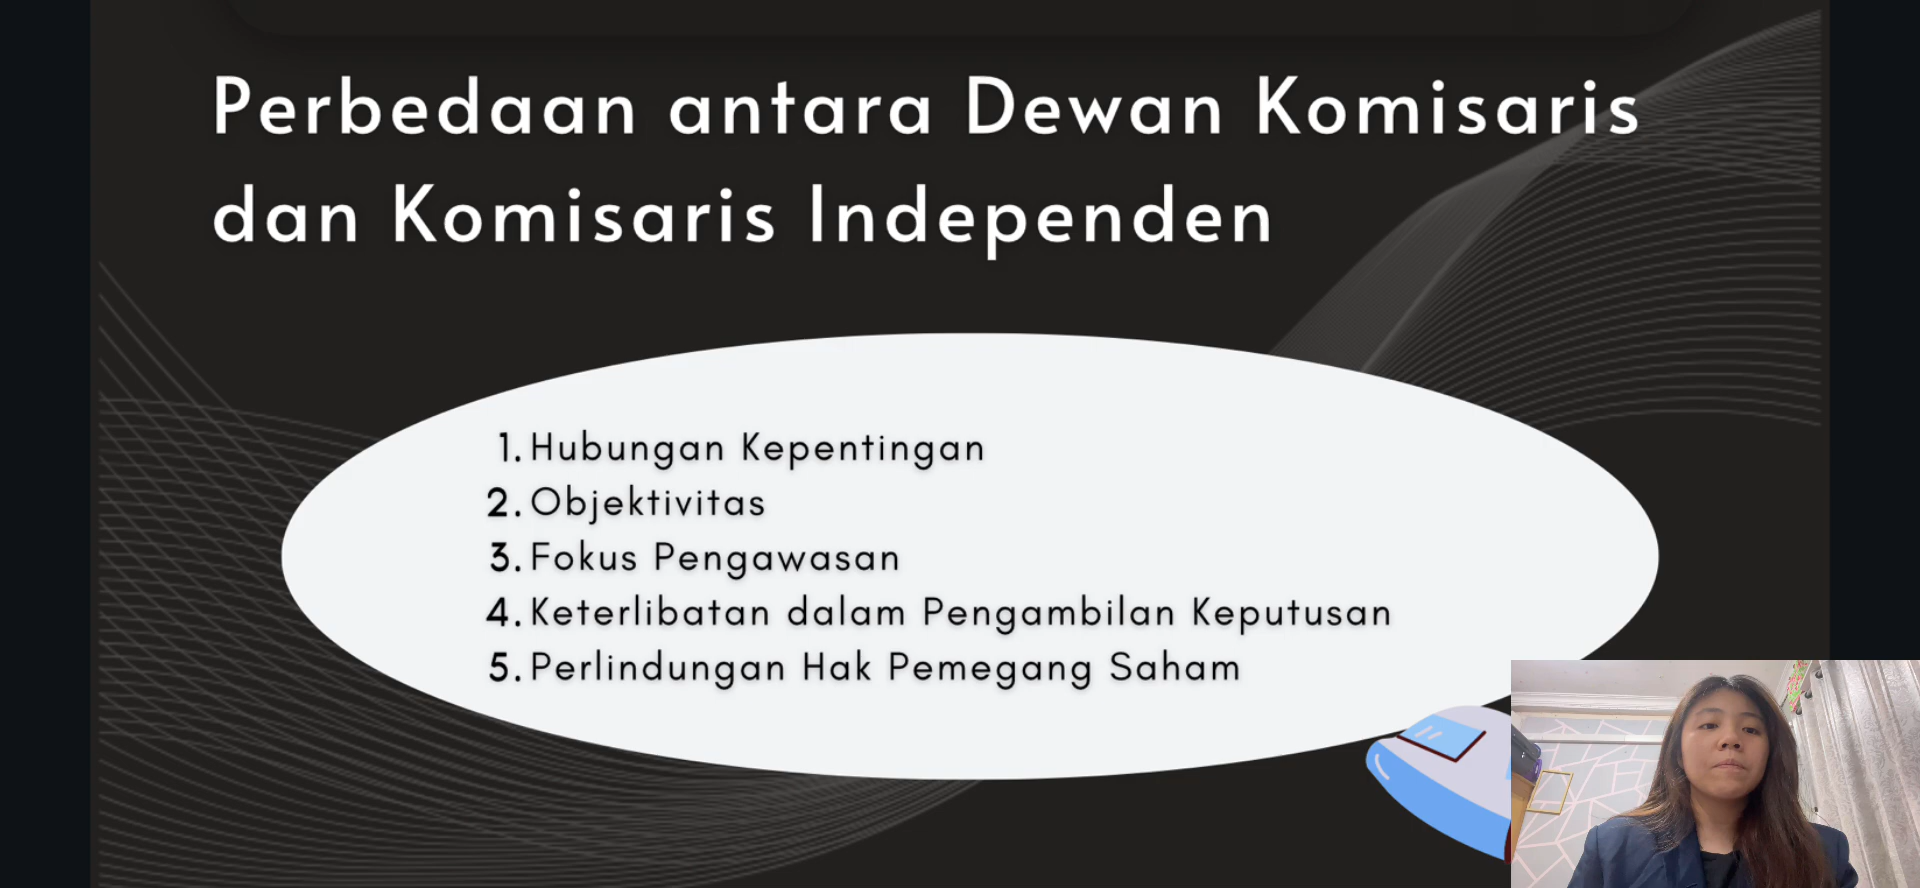 Perbedaan antara Dewan Komisaris
dan Komisaris Independen
1. Hubungan Kepentingan
2. Objektivitas
3. Fokus Pengawasan
4. Keterlibatan dalam Pengambilan Keputusan
5. Perlindungan Hak Pemegang Saham